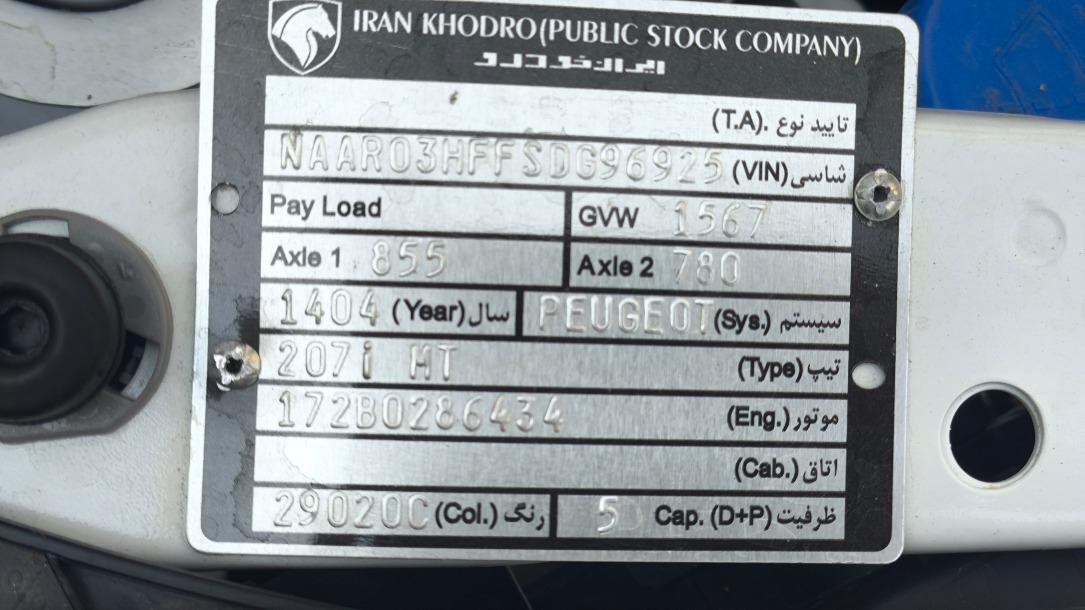 IRAN KHODRO (PUBLIC STOCK COMPANY)
ایران خودرو
تایید نوع (T.A.)
شاسی (VIN) NAAR03HFFSDG96925
Pay Load GVW 1567
Axle 1 855 Axle 2 780
1404 سال (Year) PEUGEOT سیستم (Sys.)
207i MT تیپ (Type)
172B0286434 موتور (Eng.)
اتاق (Cab.)
29020C رنگ (Col.) 5 ظرفیت Cap. (D+P)